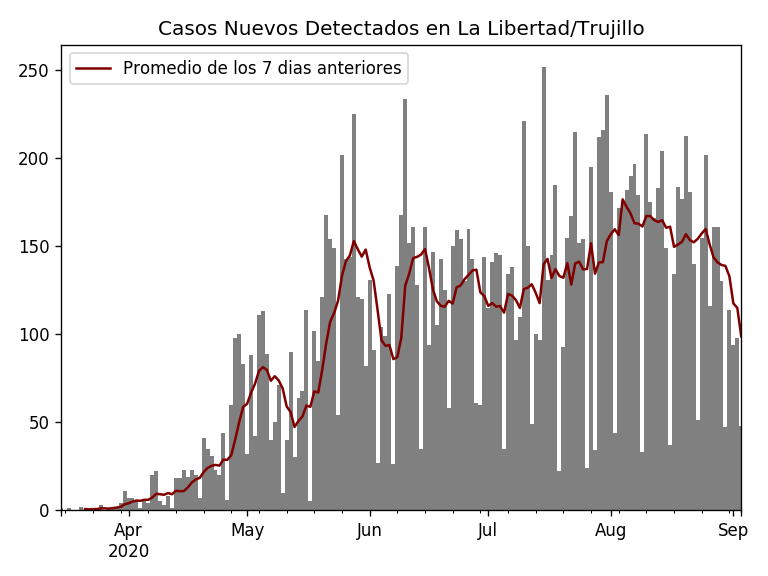 Casos Nuevos Detectados en La Libertad/Trujillo
Promedio de los 7 dias anteriores
250
200
150
100
50
0
Apr
2020
May
Jun
Jul
Aug
Sep